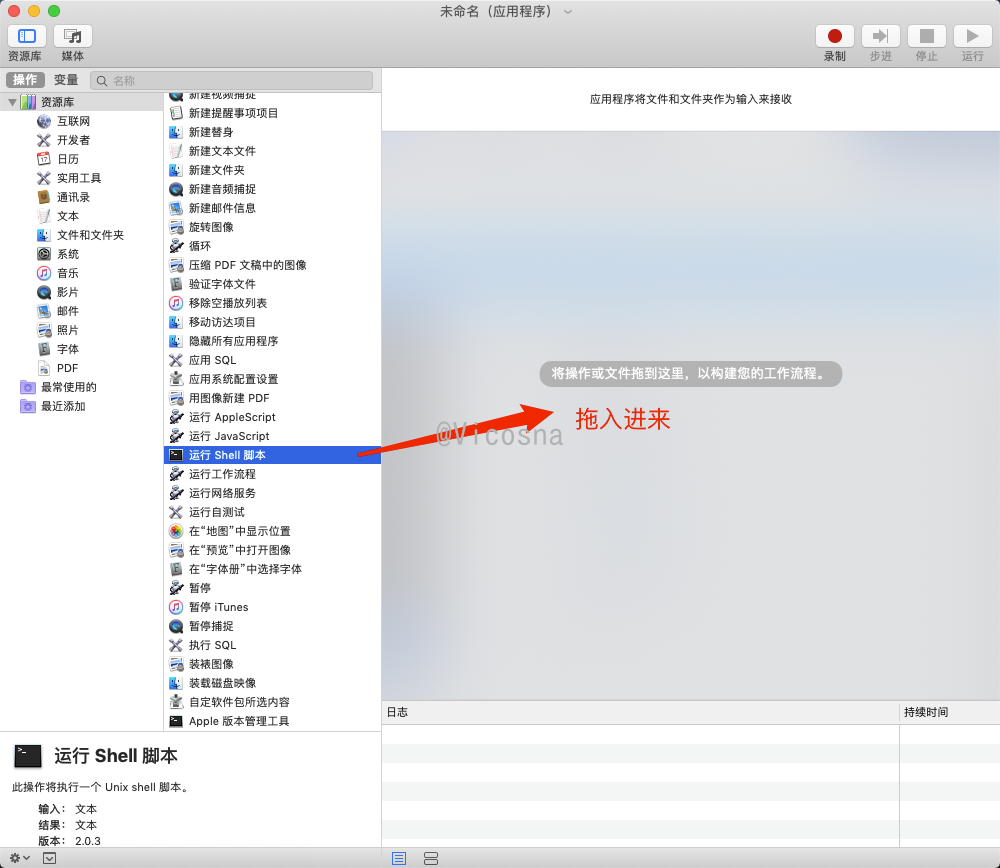 未命名（应用程序）
资源库
媒体
录制
步进
停止
运行
操作
变量
名称
资源库
互联网
开发者
日历
实用工具
通讯录
文本
文件和文件夹
系统
音乐
影片
邮件
照片
字体
PDF
最常使用的
最近添加
新建视频捕捉
新建提醒事项项目
新建替身
新建文本文件
新建文件夹
新建音频捕捉
新建邮件信息
旋转图像
循环
压缩 PDF 文稿中的图像
验证字体文件
移除空播放列表
移动访达项目
隐藏所有应用程序
应用 SQL
应用系统配置设置
用图像新建 PDF
运行 AppleScript
运行 JavaScript
运行 Shell 脚本
运行工作流程
运行网络服务
运行自测试
在“地图”中显示位置
在“预览”中打开图像
在“字体册”中选择字体
暂停
暂停 iTunes
暂停捕捉
执行 SQL
装裱图像
装载磁盘映像
自定软件包所选内容
Apple 版本管理工具
应用程序将文件和文件夹作为输入来接收
将操作或文件拖到这里，以构建您的工作流程。
拖入进来
@Vicosna
日志
持续时间
运行 Shell 脚本
此操作将执行一个 Unix shell 脚本。
输入： 文本
结果： 文本
版本： 2.0.3